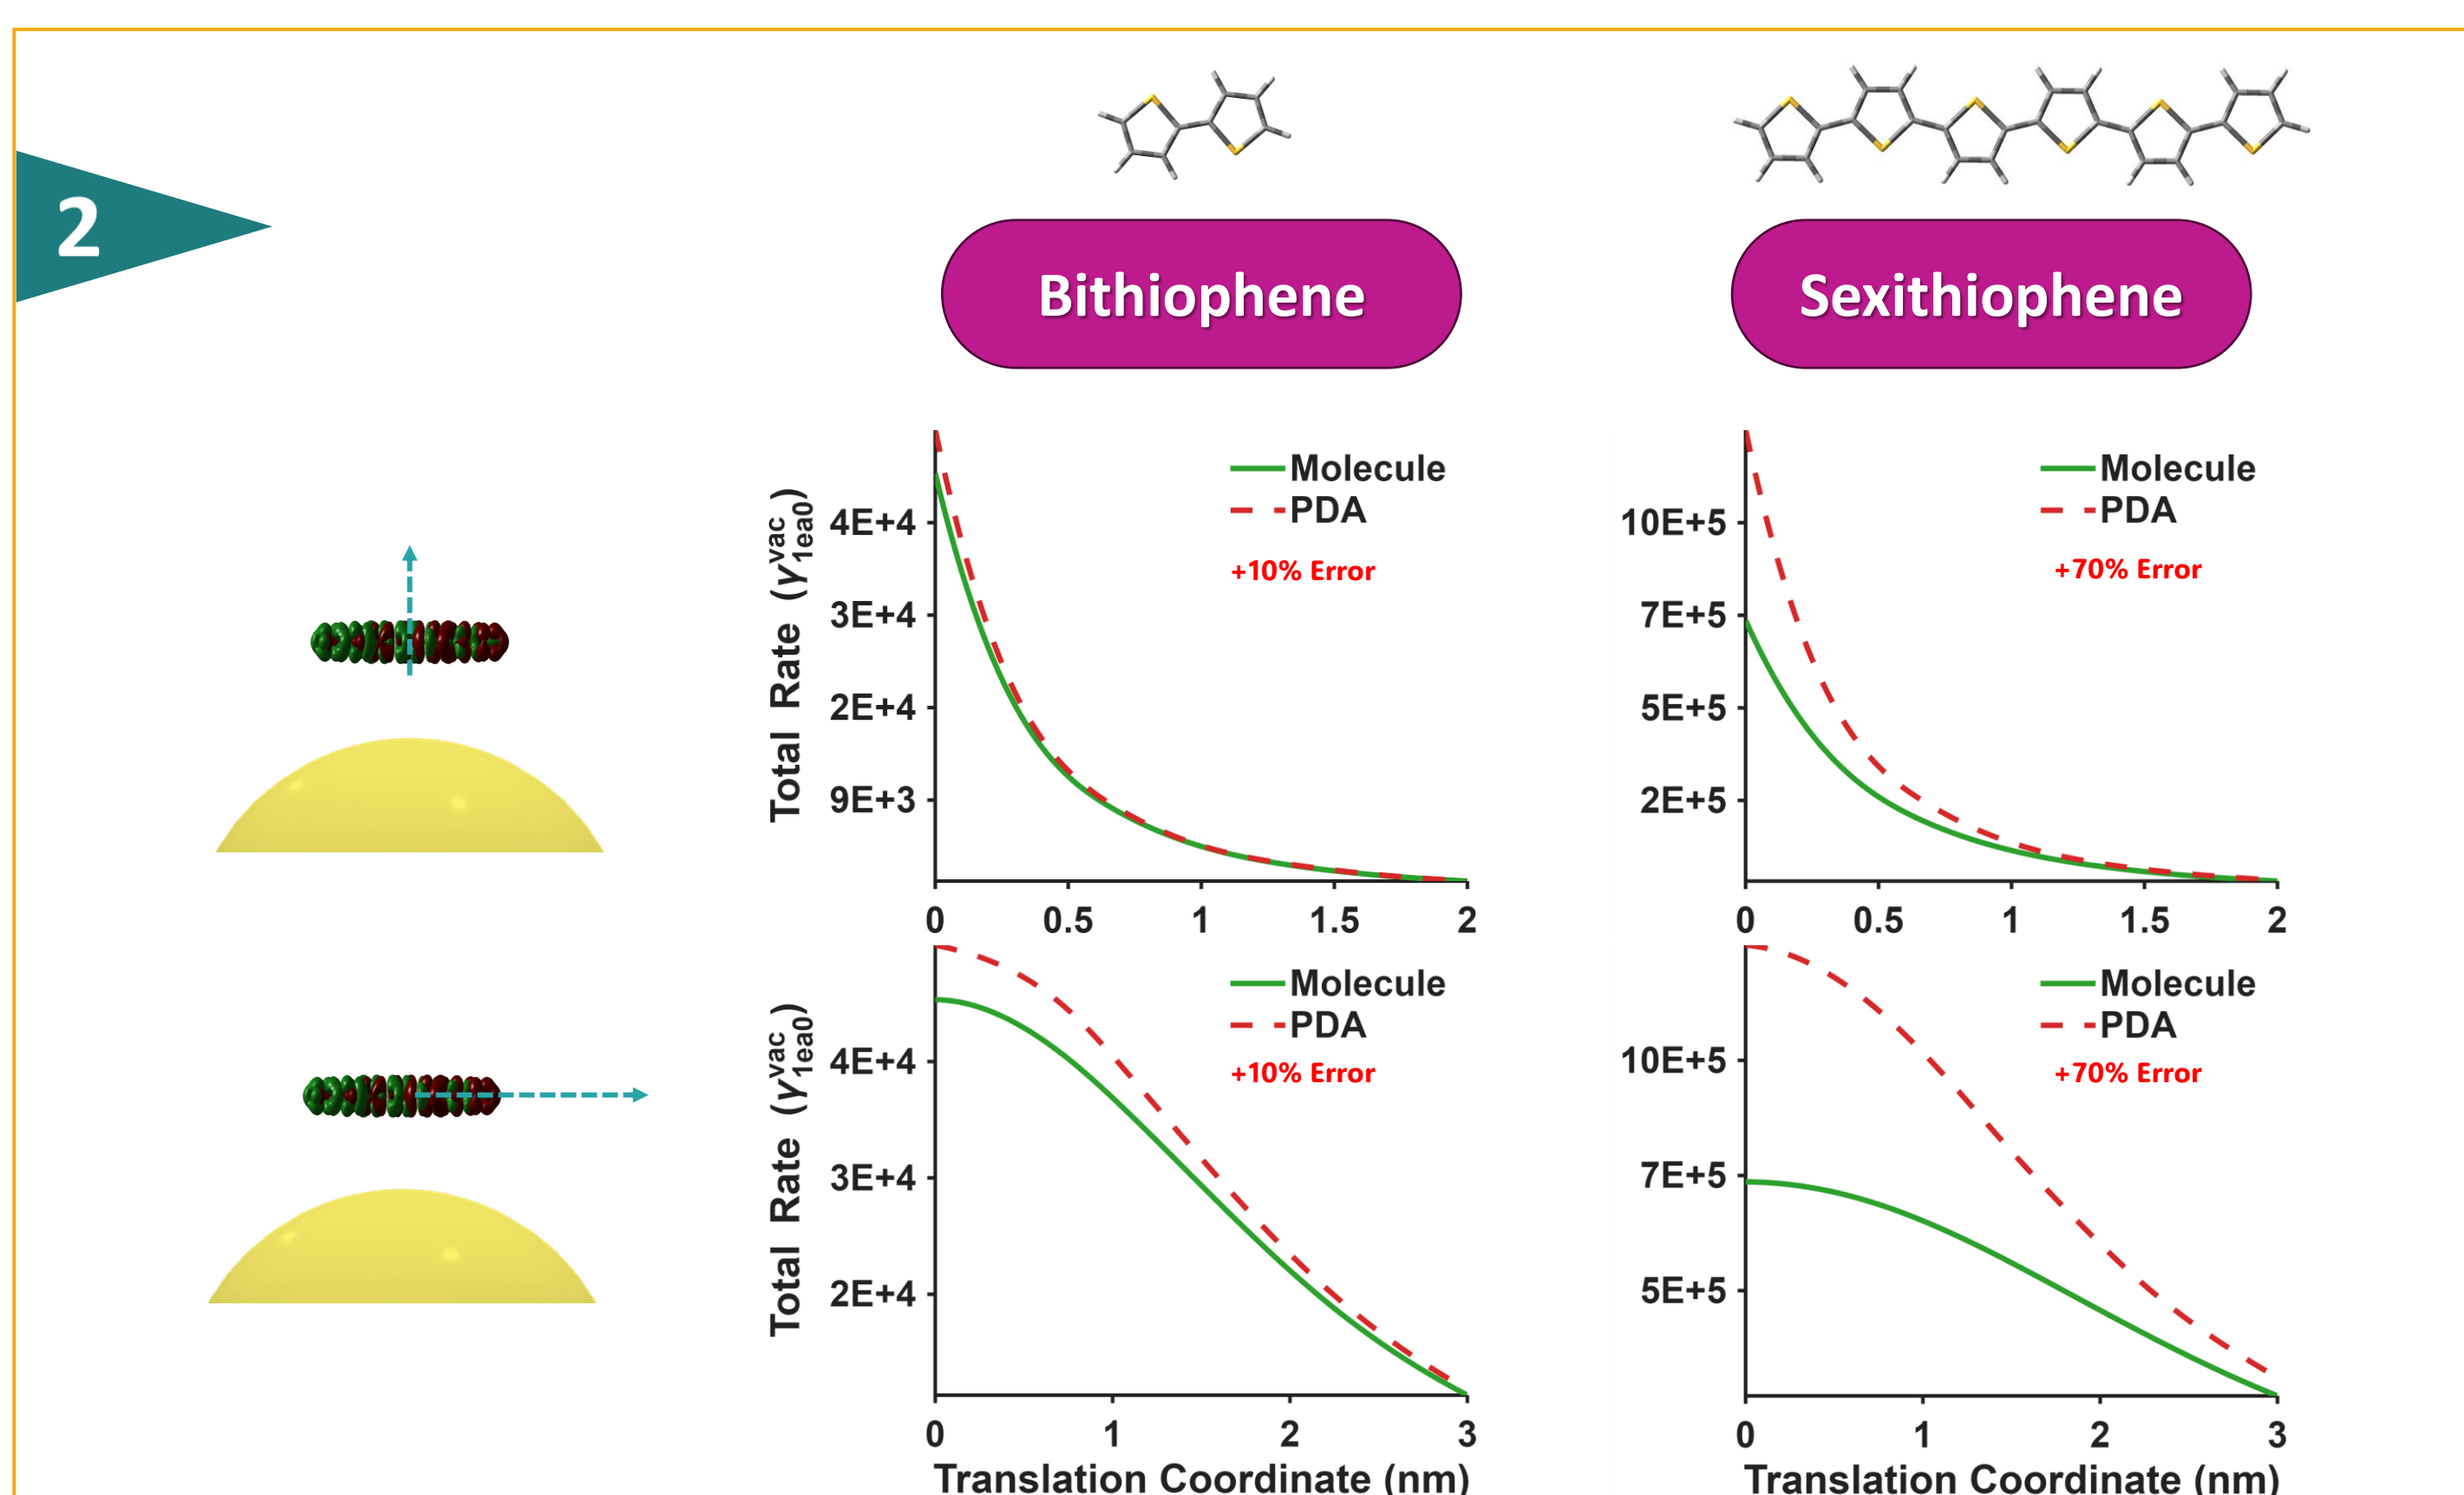 2
Bithiophene
Sexithiophene
Total Rate (γ^vac_1ea0)
4E+4
3E+4
2E+4
9E+3
Molecule
PDA
+10% Error
0 0.5 1 1.5 2
10E+5
7E+5
5E+5
2E+5
Molecule
PDA
+70% Error
0 0.5 1 1.5 2
Total Rate (γ^vac_1ea0)
4E+4
3E+4
2E+4
Molecule
PDA
+10% Error
0 1 2 3
Translation Coordinate (nm)
10E+5
7E+5
5E+5
Molecule
PDA
+70% Error
0 1 2 3
Translation Coordinate (nm)